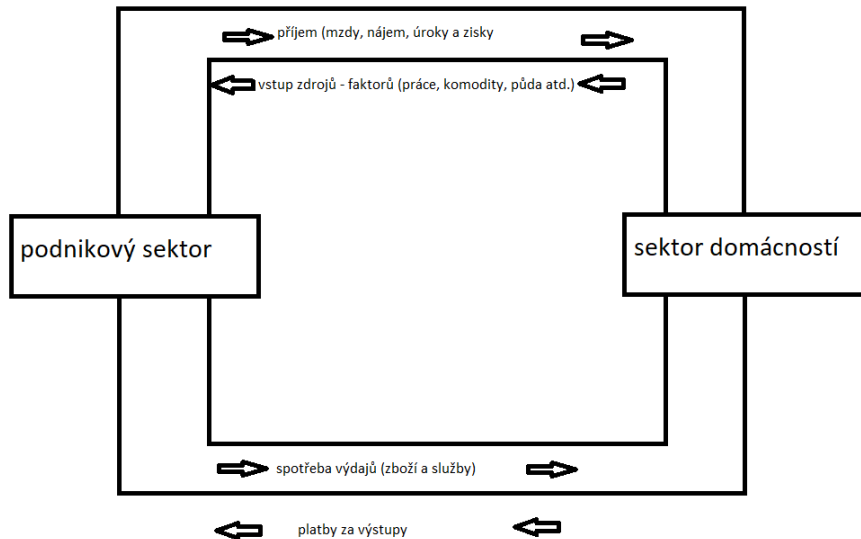 příjem (mzdy, nájem, úroky a zisky
vstup zdrojů - faktorů (práce, komodity, půda atd.)
podnikový sektor
sektor domácností
spotřeba výdajů (zboží a služby)
platby za výstupy